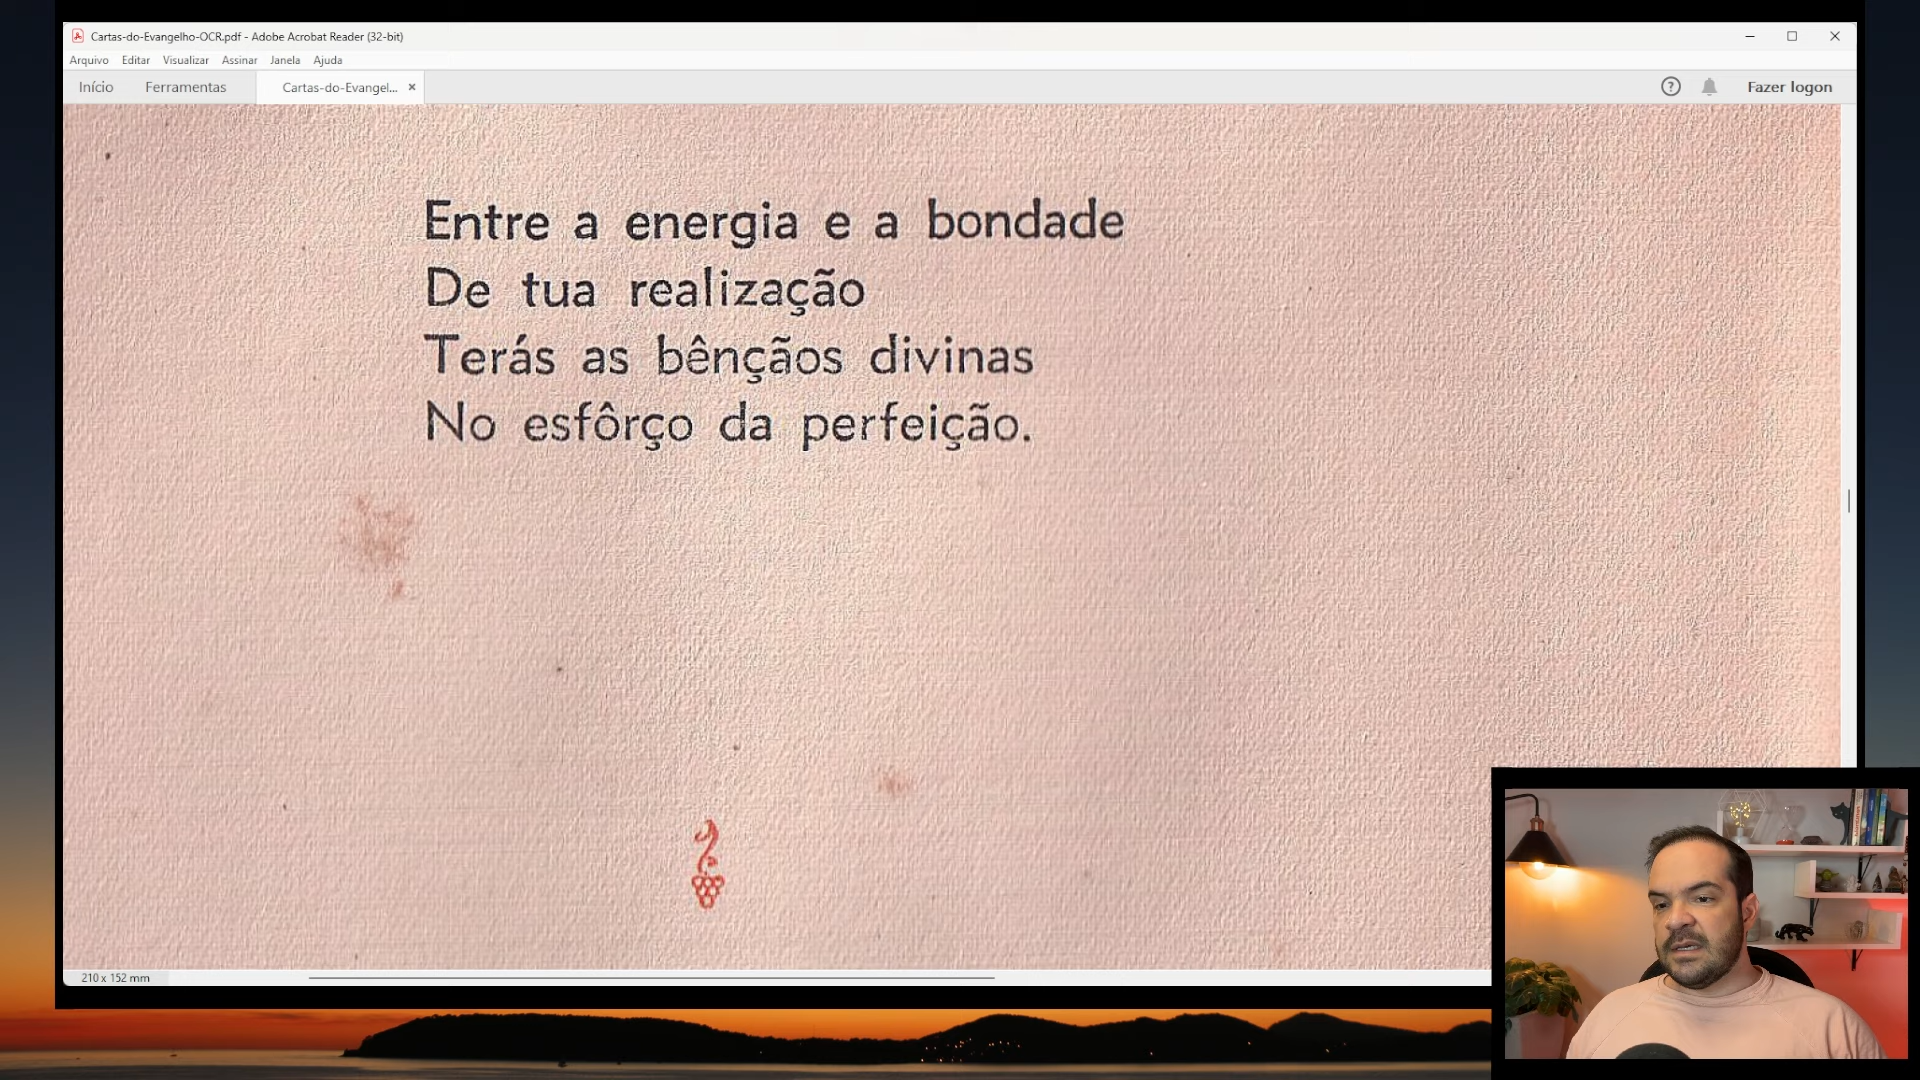 Cartas-do-Evangelho-OCR.pdf - Adobe Acrobat Reader (32-bit)
Arquivo Editar Visualizar Assinar Janela Ajuda
Início Ferramentas Cartas-do-Evangel... × Fazer logon
Entre a energia e a bondade
De tua realização
Terás as bênçãos divinas
No esfôrço da perfeição.
210 x 152 mm